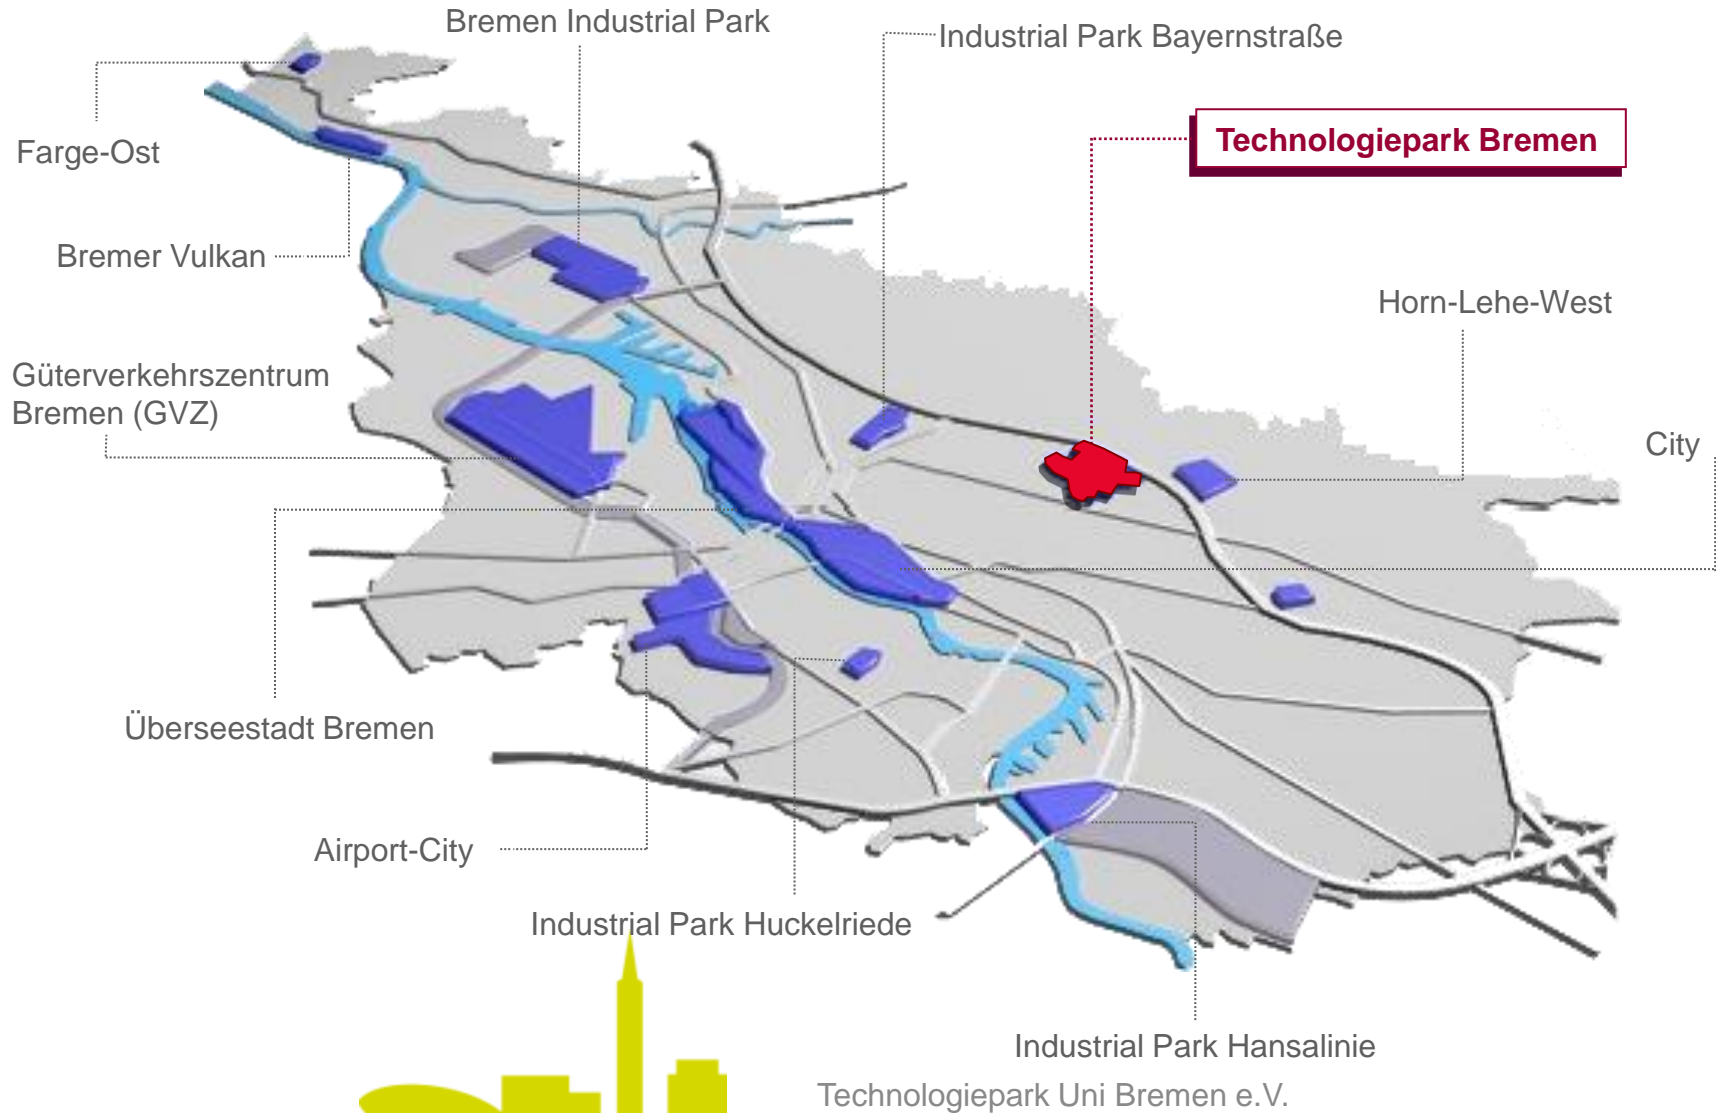 Bremen Industrial Park
Industrial Park Bayernstraße
Technologiepark Bremen
Farge-Ost
Bremer Vulkan
Horn-Lehe-West
Güterverkehrszentrum
Bremen (GVZ)
City
Überseestadt Bremen
Airport-City
Industrial Park Huckelriede
Industrial Park Hansalinie
Technologiepark Uni Bremen e.V.